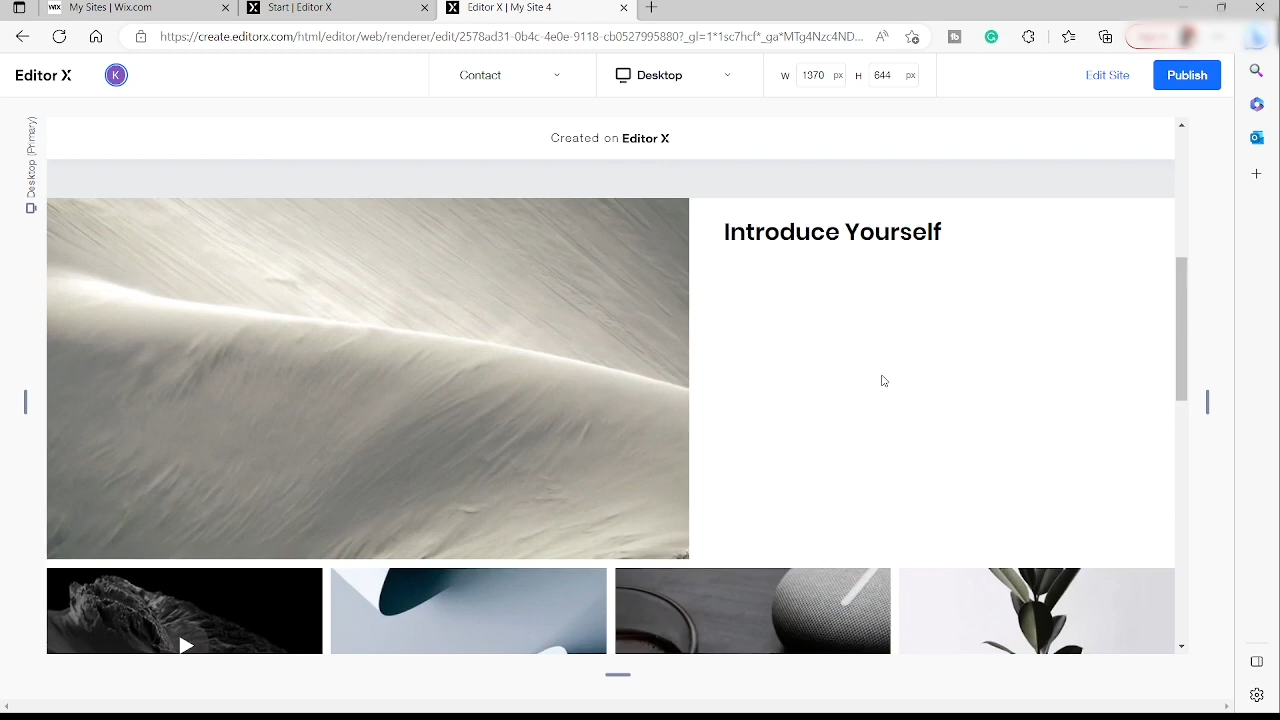 WIX My Sites | Wix.com
X Start | Editor X
X Editor X | My Site 4
https://create.editorx.com/html/editor/web/renderer/edit/2578ad31-0b4c-4e0e-9118-cb0527995880?_gl=1*1sc7hcf*_ga*MTg4Nzc4ND...
Editor X
K
Contact
Desktop
W 1370 px H 644 px
Edit Site
Publish
Desktop (Primary)
Created on Editor X
Introduce Yourself